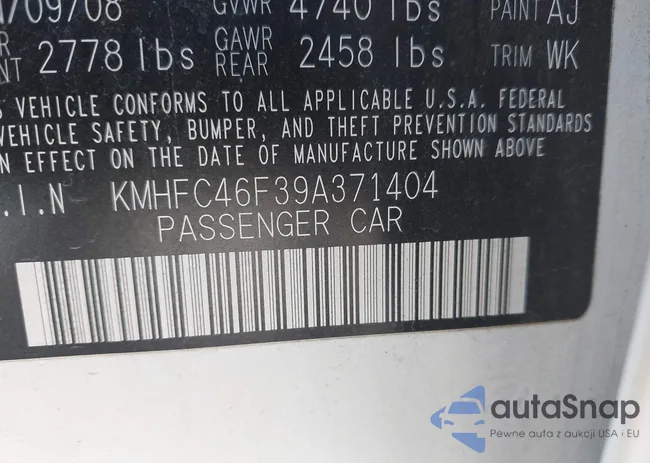 /09/08 GVWR 4740 lbs PAINT AJ
2778 lbs GAWR REAR 2458 lbs TRIM WK
VEHICLE CONFORMS TO ALL APPLICABLE U.S.A. FEDERAL
VEHICLE SAFETY, BUMPER, AND THEFT PREVENTION STANDARDS
N EFFECT ON THE DATE OF MANUFACTURE SHOWN ABOVE
.I.N KMHFC46F39A371404
PASSENGER CAR
autaSnap
Pewne auta z aukcji USA i EU